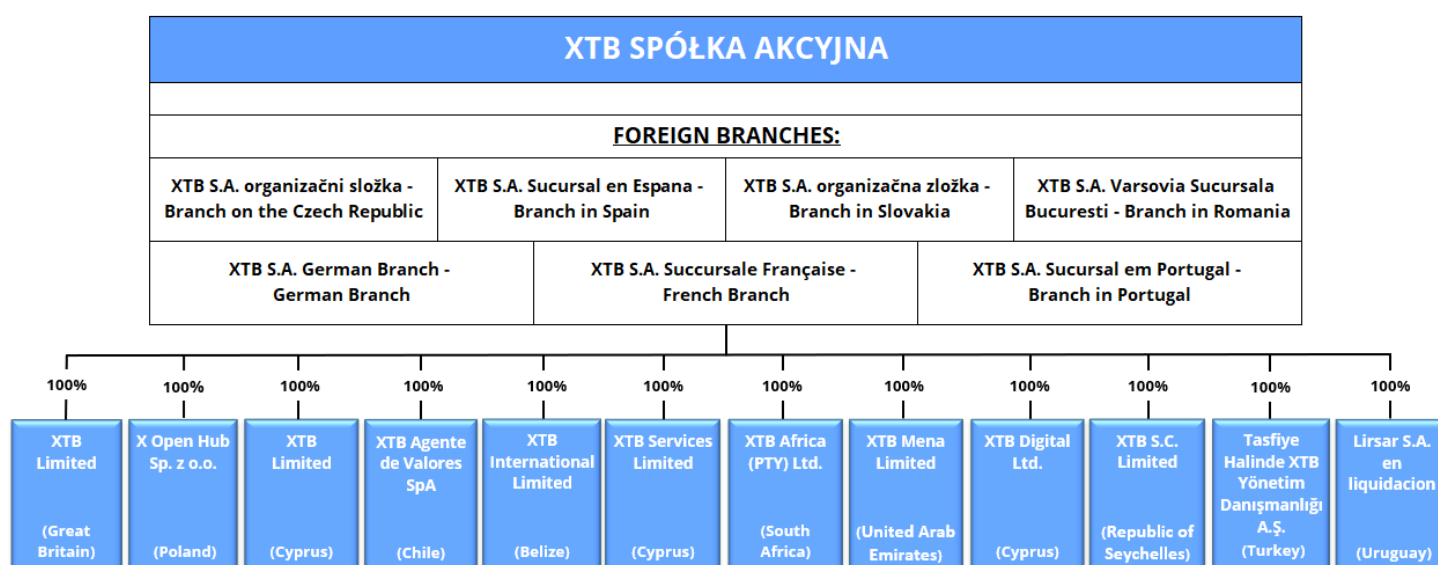 XTB SPÓŁKA AKCYJNA
FOREIGN BRANCHES:
XTB S.A. organizačni složka -
Branch on the Czech Republic
XTB S.A. Sucursal en Espana -
Branch in Spain
XTB S.A. organizačna zložka -
Branch in Slovakia
XTB S.A. Varsovia Sucursala
Bucuresti - Branch in Romania
XTB S.A. German Branch -
German Branch
XTB S.A. Succursale Française -
French Branch
XTB S.A. Sucursal em Portugal -
Branch in Portugal
100%
100%
100%
100%
100%
100%
100%
100%
100%
100%
100%
100%
XTB
Limited
(Great
Britain)
X Open Hub
Sp. z o.o.
(Poland)
XTB
Limited
(Cyprus)
XTB Agente
de Valores
SpA
(Chile)
XTB
International
Limited
(Belize)
XTB Services
Limited
(Cyprus)
XTB Africa
(PTY) Ltd.
(South
Africa)
XTB Mena
Limited
(United Arab
Emirates)
XTB Digital
Ltd.
(Cyprus)
XTB S.C.
Limited
(Republic of
Seychelles)
Tasfiye
Halinde XTB
Yönetim
Danışmanlığı
A.Ş.
(Turkey)
Lirsar S.A.
en
liquidacion
(Uruguay)